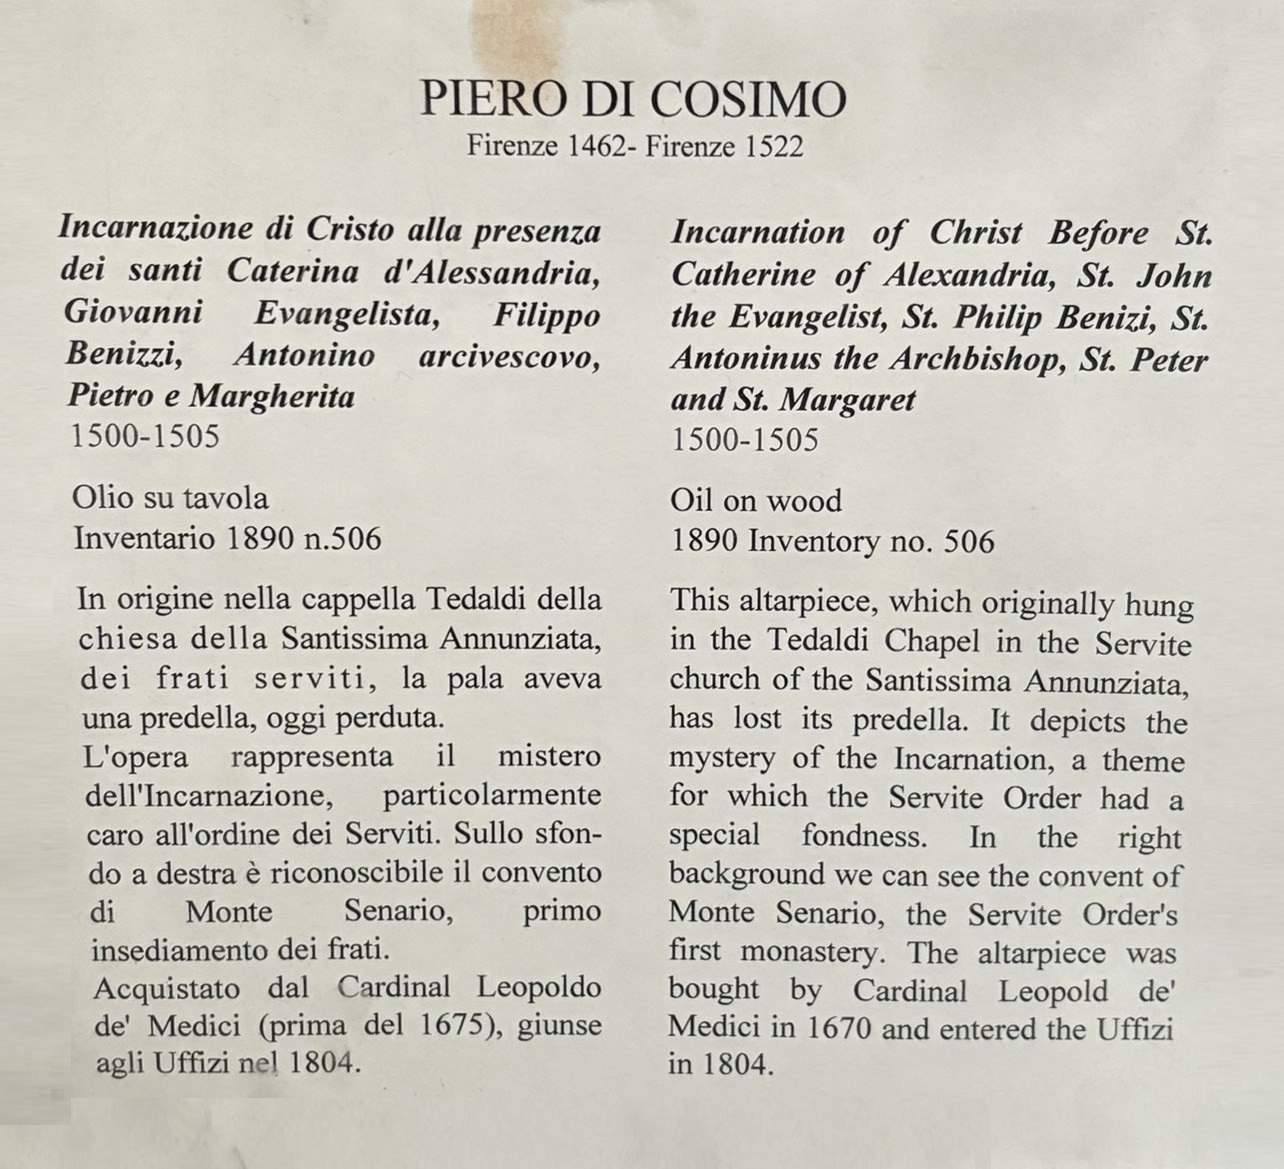 PIERO DI COSIMO
Firenze 1462- Firenze 1522
Incarnazione di Cristo alla presenza
dei santi Caterina d'Alessandria,
Giovanni Evangelista, Filippo
Benizzi, Antonino arcivescovo,
Pietro e Margherita
1500-1505
Olio su tavola
Inventario 1890 n.506
In origine nella cappella Tedaldi della
chiesa della Santissima Annunziata,
dei frati serviti, la pala aveva
una predella, oggi perduta.
L'opera rappresenta il mistero
dell'Incarnazione, particolarmente
caro all'ordine dei Serviti. Sullo sfon-
do a destra è riconoscibile il convento
di Monte Senario, primo
insediamento dei frati.
Acquistato dal Cardinal Leopoldo
de' Medici (prima del 1675), giunse
agli Uffizi nel 1804.
Incarnation of Christ Before St.
Catherine of Alexandria, St. John
the Evangelist, St. Philip Benizi, St.
Antoninus the Archbishop, St. Peter
and St. Margaret
1500-1505
Oil on wood
1890 Inventory no. 506
This altarpiece, which originally hung
in the Tedaldi Chapel in the Servite
church of the Santissima Annunziata,
has lost its predella. It depicts the
mystery of the Incarnation, a theme
for which the Servite Order had a
special fondness. In the right
background we can see the convent of
Monte Senario, the Servite Order's
first monastery. The altarpiece was
bought by Cardinal Leopold de'
Medici in 1670 and entered the Uffizi
in 1804.